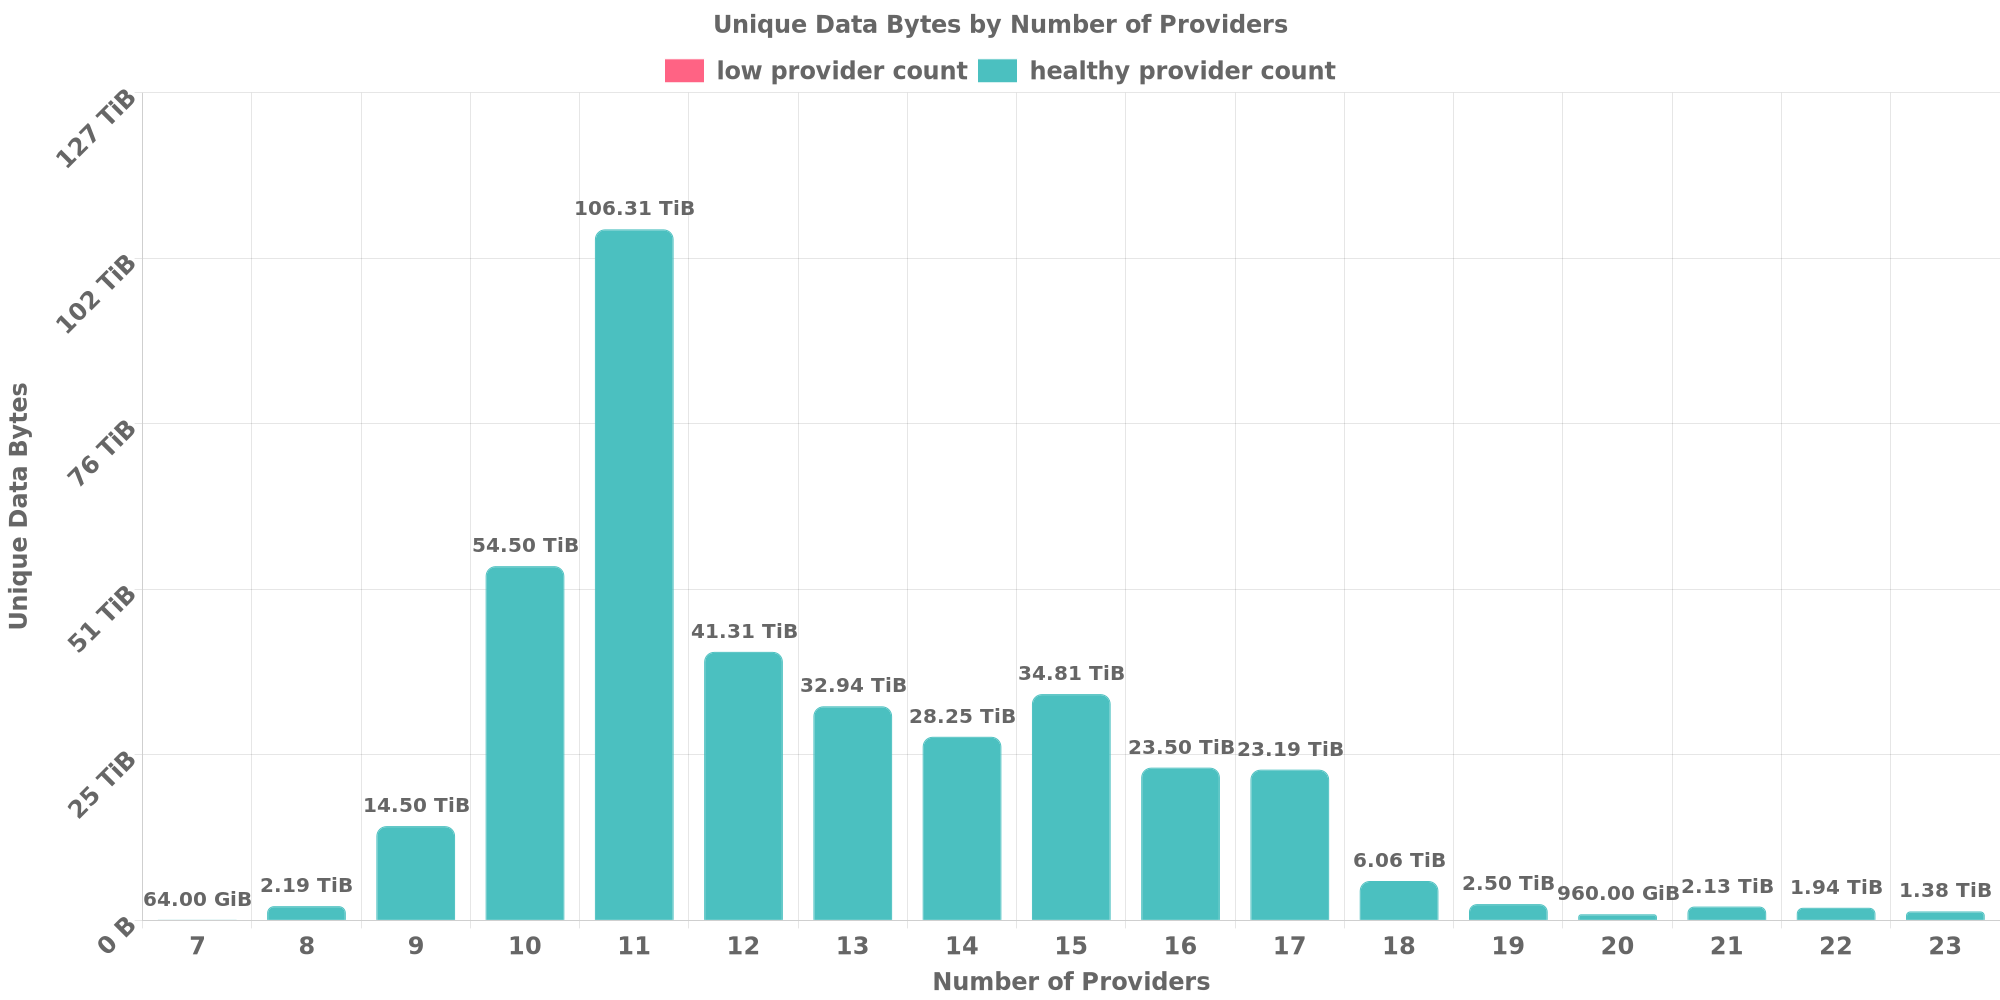 Unique Data Bytes by Number of Providers
low provider count healthy provider count
Unique Data Bytes
127 TiB
102 TiB
76 TiB
51 TiB
25 TiB
0 B
64.00 GiB
2.19 TiB
14.50 TiB
54.50 TiB
106.31 TiB
41.31 TiB
32.94 TiB
28.25 TiB
34.81 TiB
23.50 TiB
23.19 TiB
6.06 TiB
2.50 TiB
960.00 GiB
2.13 TiB
1.94 TiB
1.38 TiB
7 8 9 10 11 12 13 14 15 16 17 18 19 20 21 22 23
Number of Providers